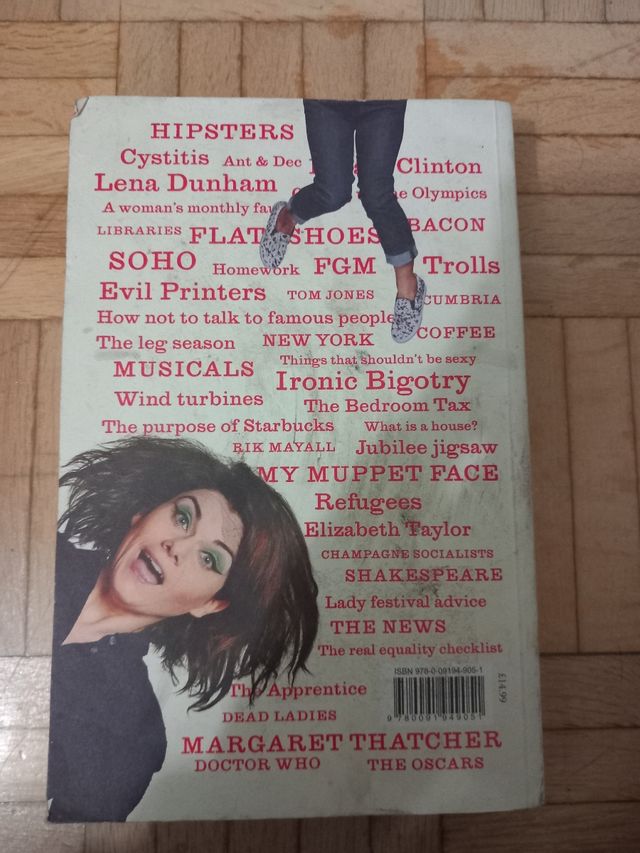 HIPSTERS
Cystitis Ant & Dec Clinton
Lena Dunham e Olympics
A woman's monthly fau
LIBRARIES FLAT SHOES BACON
SOHO Homework FGM Trolls
Evil Printers TOM JONES CUMBRIA
How not to talk to famous people
The leg season NEW YORK COFFEE
MUSICALS Things that shouldn't be sexy
Ironic Bigotry
Wind turbines The Bedroom Tax
The purpose of Starbucks What is a house?
RIK MAYALL Jubilee jigsaw
MY MUPPET FACE
Refugees
Elizabeth Taylor
CHAMPAGNE SOCIALISTS
SHAKESPEARE
Lady festival advice
THE NEWS
The real equality checklist
ISBN 978-0-09194-905-1
£14.99
The Apprentice
9 780091 949051
DEAD LADIES
MARGARET THATCHER
DOCTOR WHO THE OSCARS